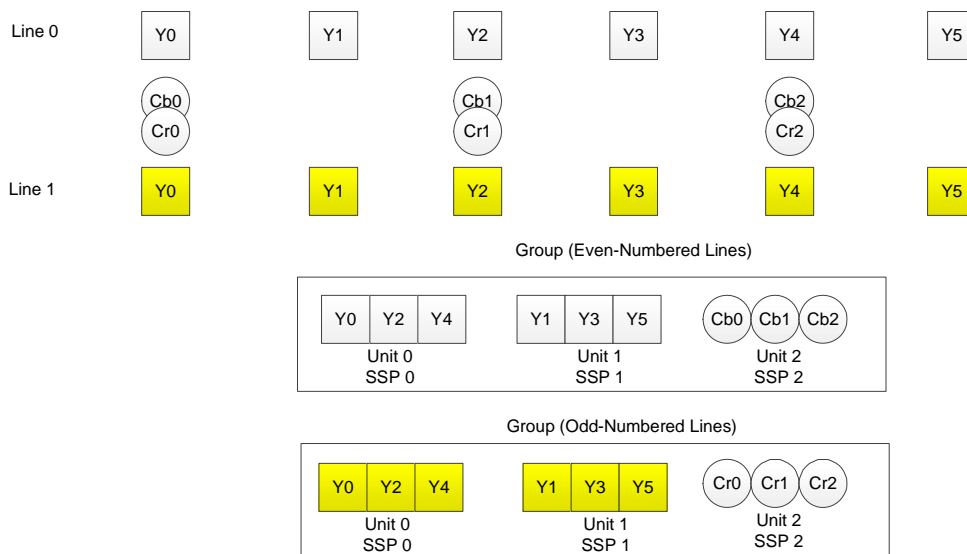 Line 0 Y0 Y1 Y2 Y3 Y4 Y5
Cb0 Cb1 Cb2
Cr0 Cr1 Cr2
Line 1 Y0 Y1 Y2 Y3 Y4 Y5
Group (Even-Numbered Lines)
Y0 Y2 Y4 Y1 Y3 Y5 Cb0 Cb1 Cb2
Unit 0 Unit 1 Unit 2
SSP 0 SSP 1 SSP 2
Group (Odd-Numbered Lines)
Y0 Y2 Y4 Y1 Y3 Y5 Cr0 Cr1 Cr2
Unit 0 Unit 1 Unit 2
SSP 0 SSP 1 SSP 2